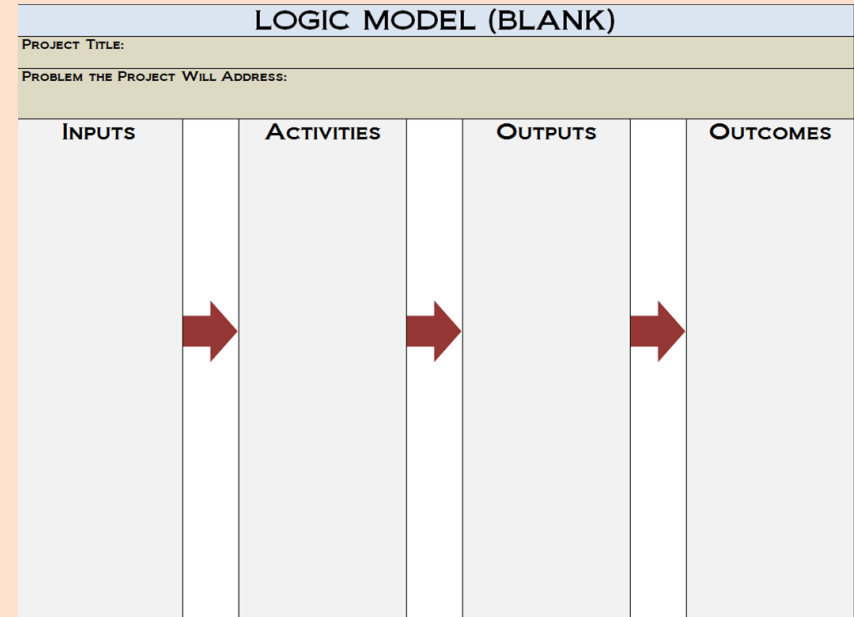 LOGIC MODEL (BLANK)
PROJECT TITLE:
PROBLEM THE PROJECT WILL ADDRESS:
INPUTS
ACTIVITIES
OUTPUTS
OUTCOMES